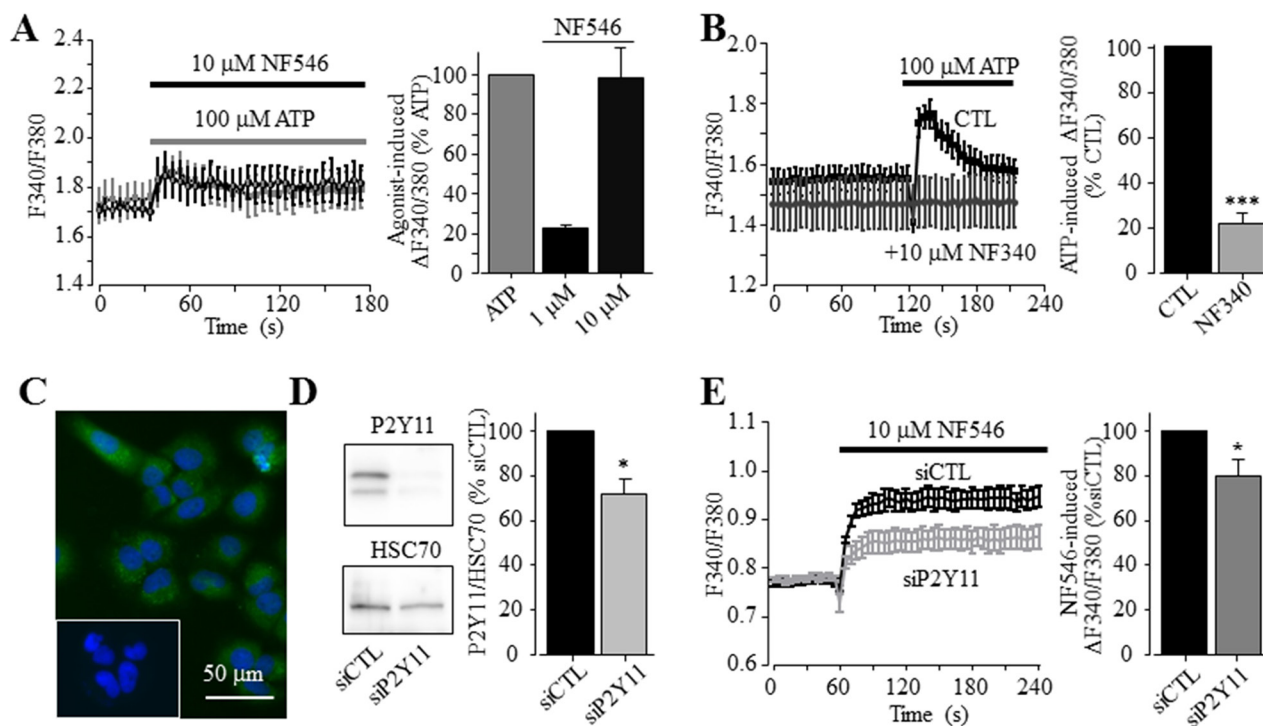 A
2.4
2.2
2.0
1.8
1.6
1.4
F340/F380
10 μM NF546
100 μM ATP
0 60 120 180
Time (s)
NF546
Agonist-induced
ΔF340/380 (% ATP)
100
80
60
40
20
0
ATP
1 μM
10 μM
B
2.0
1.8
1.6
1.4
1.2
F340/F380
100 μM ATP
CTL
+10 μM NF340
0 60 120 180 240
Time (s)
ATP-induced ΔF340/380
(% CTL)
100
80
60
40
20
0
***
CTL
NF340
C
50 μm
D
P2Y11
HSC70
siCTL
siP2Y11
P2Y11/HSC70 (% siCTL)
100
80
60
40
20
0
*
siCTL
siP2Y11
E
1.1
1.0
0.9
0.8
0.7
0.6
F340/F380
10 μM NF546
siCTL
siP2Y11
0 60 120 180 240
Time (s)
NF546-induced
ΔF340/F380 (%siCTL)
100
80
60
40
20
0
*
siCTL
siP2Y11